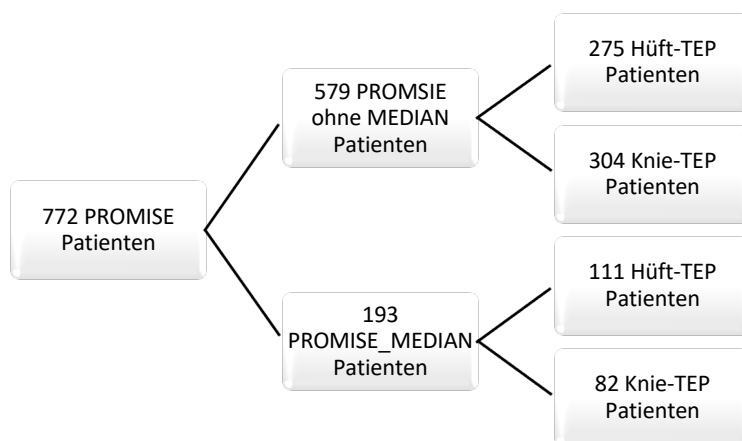 772 PROMISE
Patienten
579 PROMSIE
ohne MEDIAN
Patienten
275 Hüft-TEP
Patienten
304 Knie-TEP
Patienten
193
PROMISE_MEDIAN
Patienten
111 Hüft-TEP
Patienten
82 Knie-TEP
Patienten